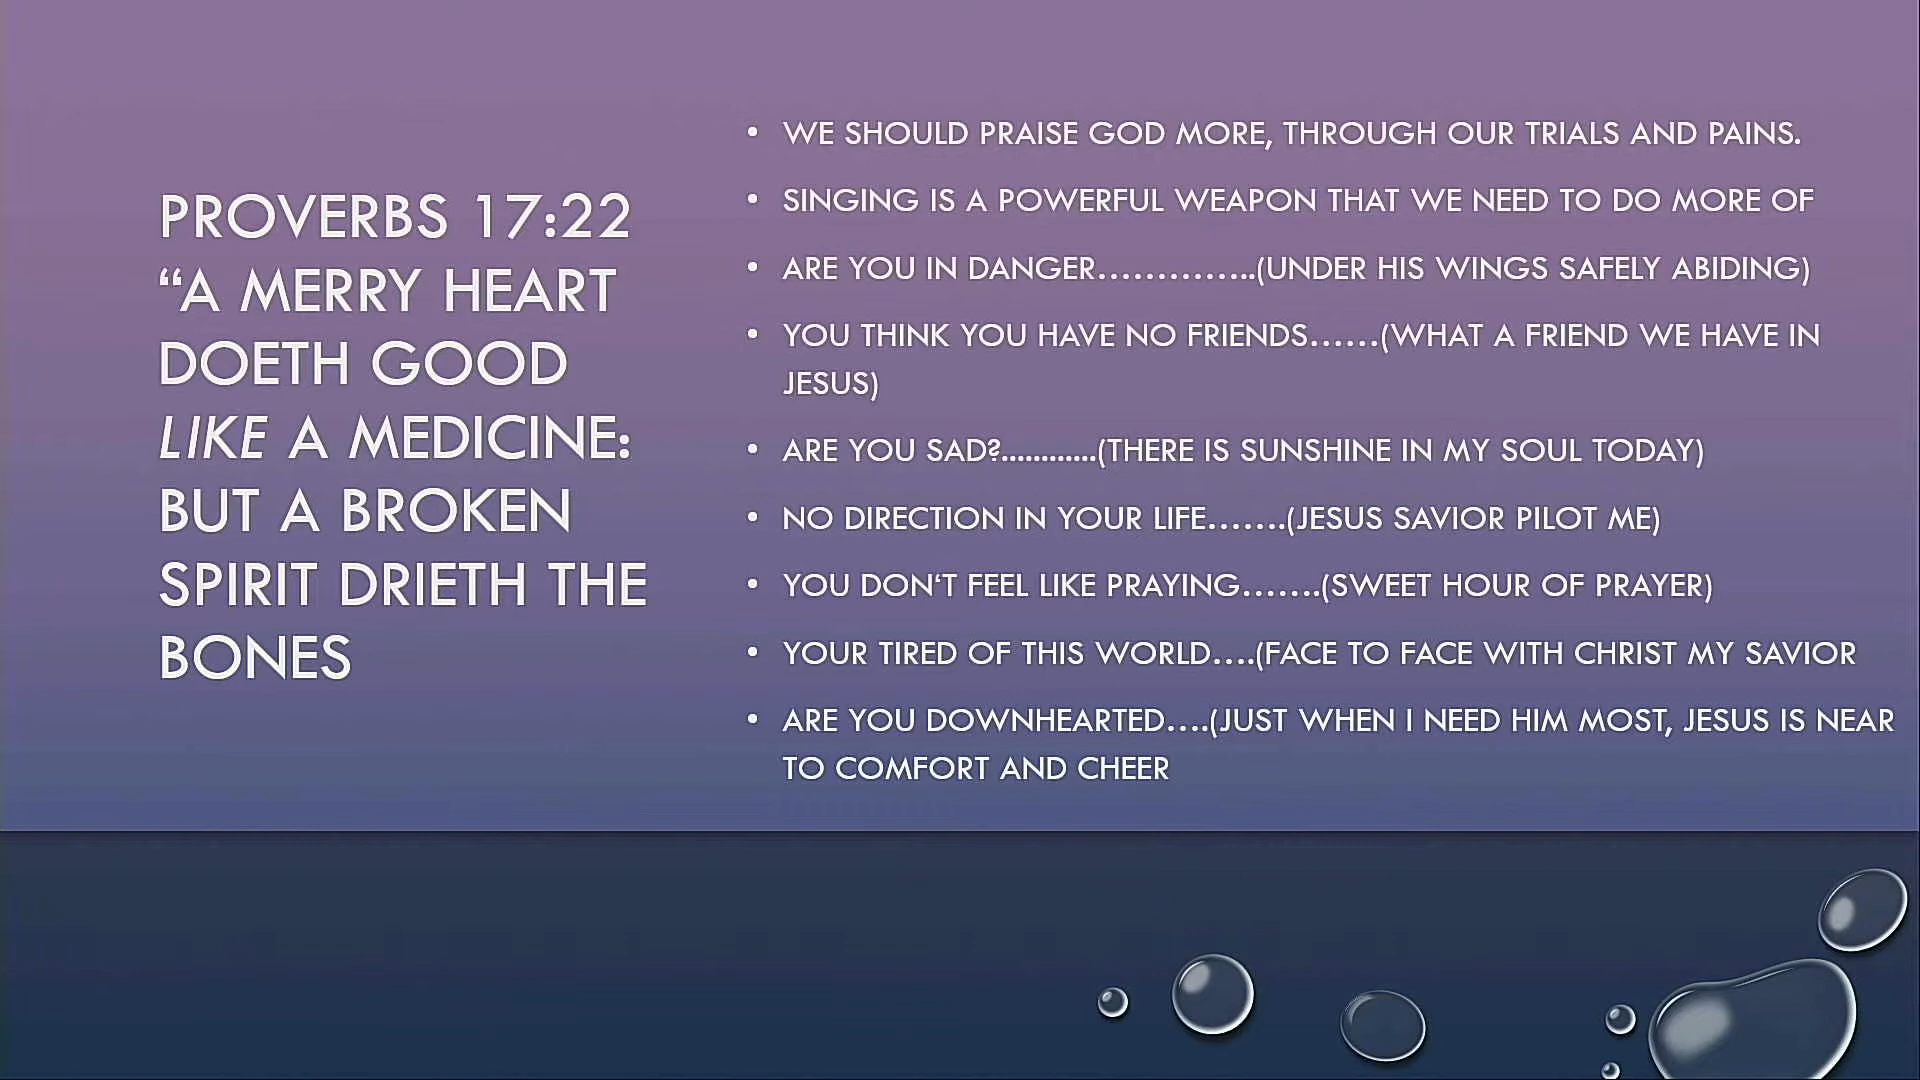 PROVERBS 17:22
“A MERRY HEART
DOETH GOOD
LIKE A MEDICINE:
BUT A BROKEN
SPIRIT DRIETH THE
BONES
• WE SHOULD PRAISE GOD MORE, THROUGH OUR TRIALS AND PAINS.
• SINGING IS A POWERFUL WEAPON THAT WE NEED TO DO MORE OF
• ARE YOU IN DANGER…………..(UNDER HIS WINGS SAFELY ABIDING)
• YOU THINK YOU HAVE NO FRIENDS……(WHAT A FRIEND WE HAVE IN
JESUS)
• ARE YOU SAD?............(THERE IS SUNSHINE IN MY SOUL TODAY)
• NO DIRECTION IN YOUR LIFE…….(JESUS SAVIOR PILOT ME)
• YOU DON‘T FEEL LIKE PRAYING…….(SWEET HOUR OF PRAYER)
• YOUR TIRED OF THIS WORLD….(FACE TO FACE WITH CHRIST MY SAVIOR
• ARE YOU DOWNHEARTED….(JUST WHEN I NEED HIM MOST, JESUS IS NEAR
TO COMFORT AND CHEER